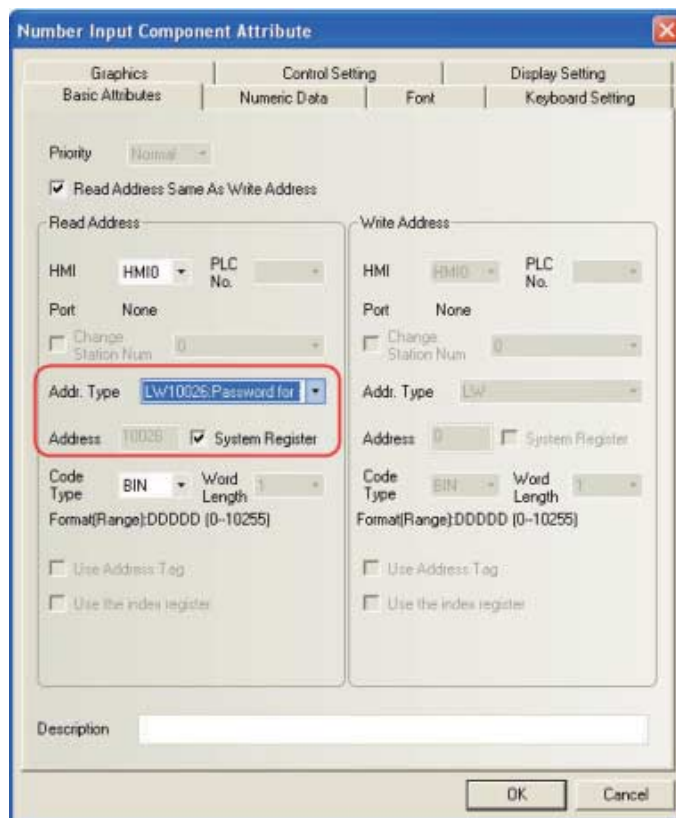 Number Input Component Attribute
Graphics Control Setting Display Setting
Basic Attributes Numeric Data Font Keyboard Setting
Priority Normal
Read Address Same As Write Address
Read Address Write Address
HMI HMI0 PLC No. HMI HMI0 PLC No.
Port None Port None
Change Station Num 0 Change Station Num 0
Addr. Type LW10026:Password for Addr. Type LW
Address 10026 System Register Address 0 System Register
Code Type BIN Word Length 1 Code Type BIN Word Length 1
Format(Range):DDDDD (0~10255) Format(Range):DDDDD (0~10255)
Use Address Tag Use Address Tag
Use the index register Use the index register
Description
OK Cancel